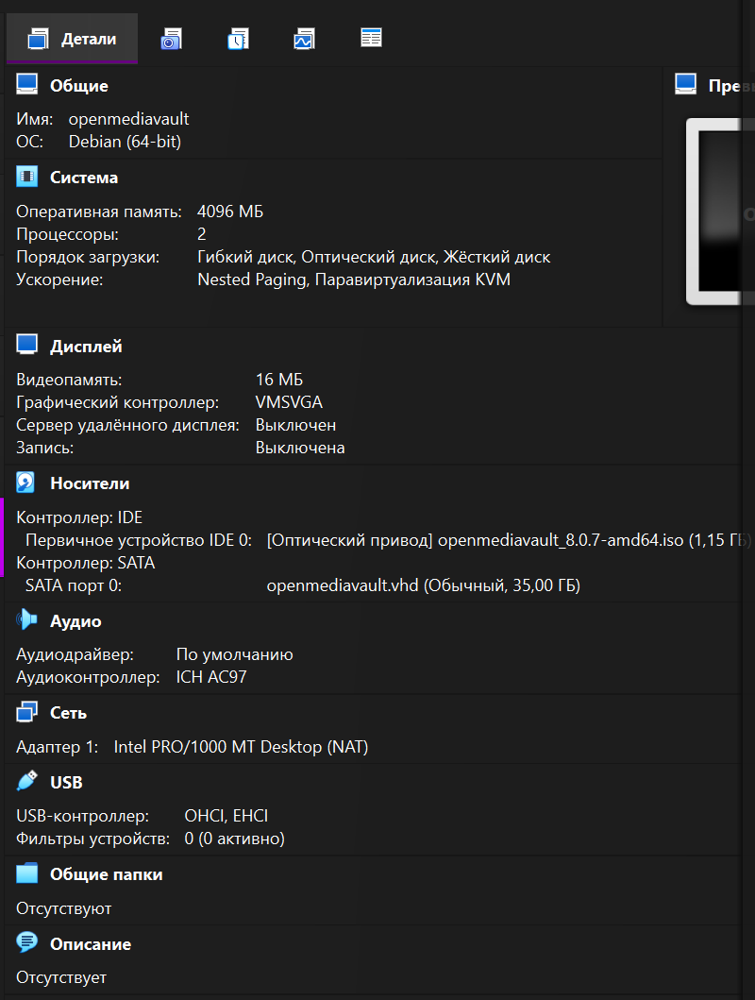 Детали
Общие
Имя: openmediavault
ОС: Debian (64-bit)
Система
Оперативная память: 4096 МБ
Процессоры: 2
Порядок загрузки: Гибкий диск, Оптический диск, Жёсткий диск
Ускорение: Nested Paging, Паравиртуализация KVM
Дисплей
Видеопамять: 16 МБ
Графический контроллер: VMSVGA
Сервер удалённого дисплея: Выключен
Запись: Выключена
Носители
Контроллер: IDE
Первичное устройство IDE 0: [Оптический привод] openmediavault_8.0.7-amd64.iso (1,15 ГБ)
Контроллер: SATA
SATA порт 0: openmediavault.vhd (Обычный, 35,00 ГБ)
Аудио
Аудиодрайвер: По умолчанию
Аудиоконтроллер: ICH AC97
Сеть
Адаптер 1: Intel PRO/1000 MT Desktop (NAT)
USB
USB-контроллер: OHCI, EHCI
Фильтры устройств: 0 (0 активно)
Общие папки
Отсутствуют
Описание
Отсутствует